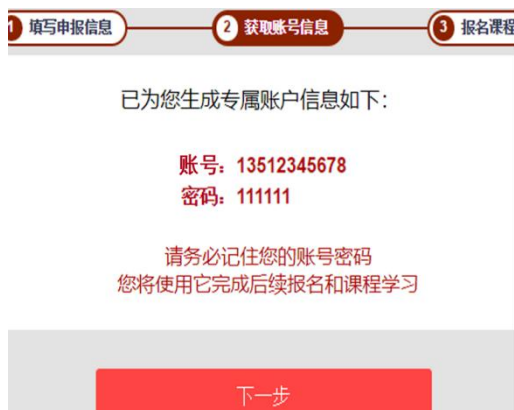 1 填写申报信息 2 获取账号信息 3 报名课程
已为您生成专属账户信息如下：
账号：13512345678
密码：111111
请务必记住您的账号密码
您将使用它完成后续报名和课程学习
下一步